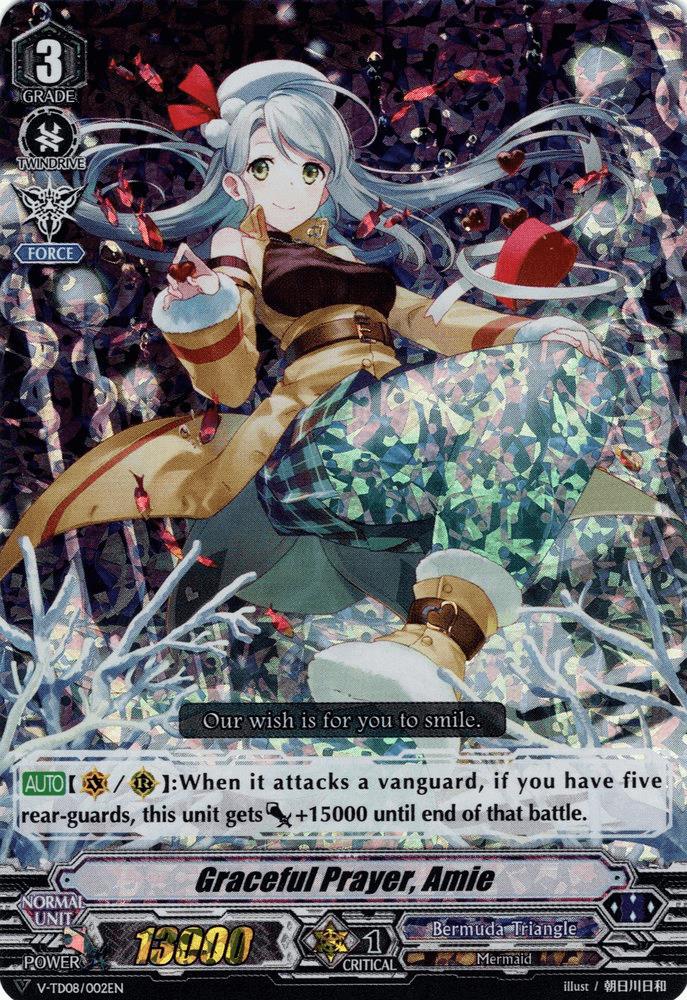 3
GRADE
TWINDRIVE
FORCE
Our wish is for you to smile.
AUTO【V/R】:When it attacks a vanguard, if you have five
rear-guards, this unit gets +15000 until end of that battle.
Graceful Prayer, Amie
NORMAL
UNIT
POWER 13000
1
CRITICAL
Bermuda Triangle
Mermaid
V-TD08/002EN
illust / 朝日川日和